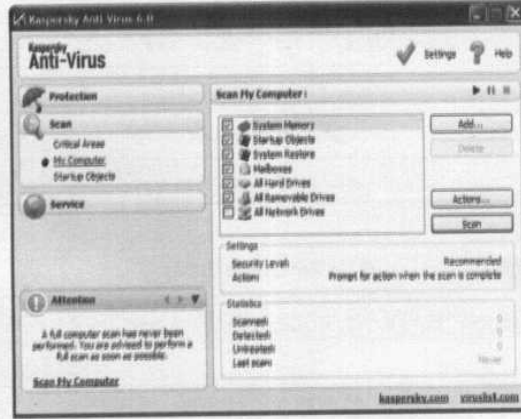 Kaspersky Anti Virus 6.0
Kaspersky
Anti-Virus
Settings
Help
Protection
Scan
Critical Areas
My Computer
Startup Objects
Service
Attention
A full computer scan has never been
performed. You are advised to perform a
full scan as soon as possible.
Scan My Computer
Scan My Computer :
System Memory
Startup Objects
System Restore
Mailboxes
All Hard Drives
All Removable Drives
All Network Drives
Add...
Delete
Actions...
Scan
Settings
Security Level: Recommended
Action: Prompt for action when the scan is complete
Statistics
Scanned: 0
Detected: 0
Untreated: 0
Last scan: Never
kaspersky.com viruslist.com